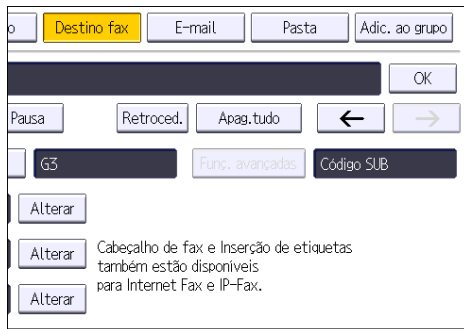 o Destino fax E-mail Pasta Adic. ao grupo
OK
Pausa Retroced. Apag.tudo ← →
G3 Funç. avançadas Código SUB
Alterar
Alterar Cabeçalho de fax e Inserção de etiquetas
também estão disponíveis
Alterar para Internet Fax e IP-Fax.